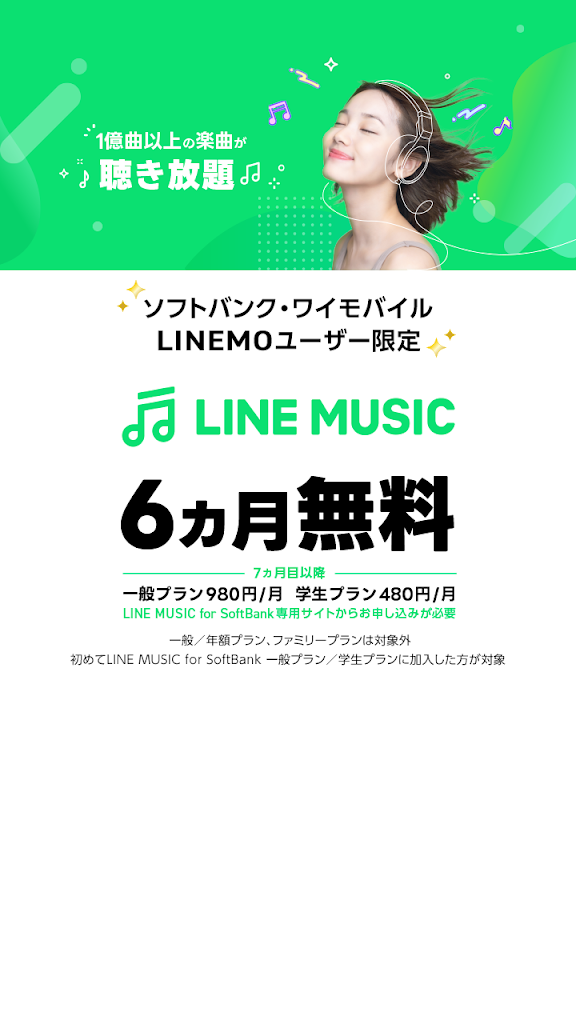 1億曲以上の楽曲が
聴き放題
ソフトバンク・ワイモバイル
LINEMOユーザー限定
LINE MUSIC
6ヵ月無料
7ヵ月目以降
一般プラン980円/月 学生プラン480円/月
LINE MUSIC for SoftBank専用サイトからお申し込みが必要
一般／年額プラン、ファミリープランは対象外
初めてLINE MUSIC for SoftBank 一般プラン／学生プランに加入した方が対象